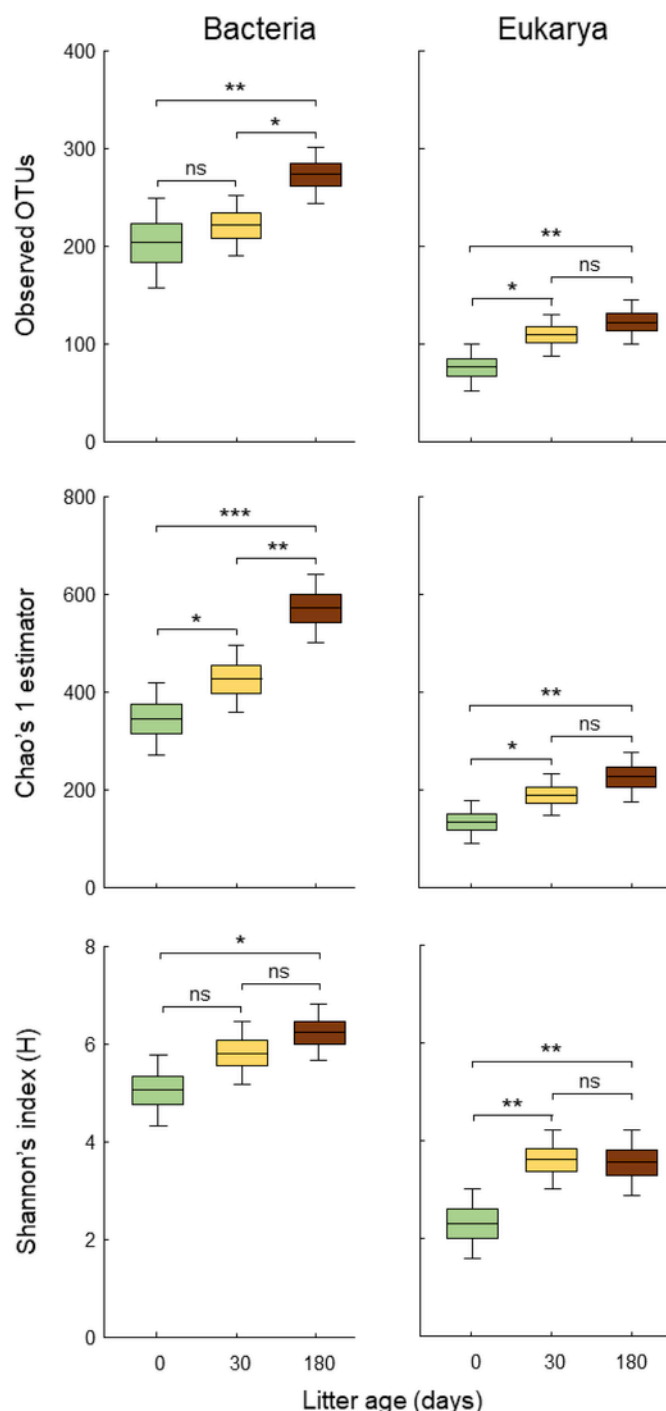 Bacteria Eukarya
Observed OTUs
400
300
200
100
0
**
*
ns
**
ns
*
Chao's 1 estimator
800
600
400
200
0
***
**
*
**
ns
*
Shannon's index (H)
8
6
4
2
0
*
ns
ns
**
ns
**
0 30 180 0 30 180
Litter age (days)